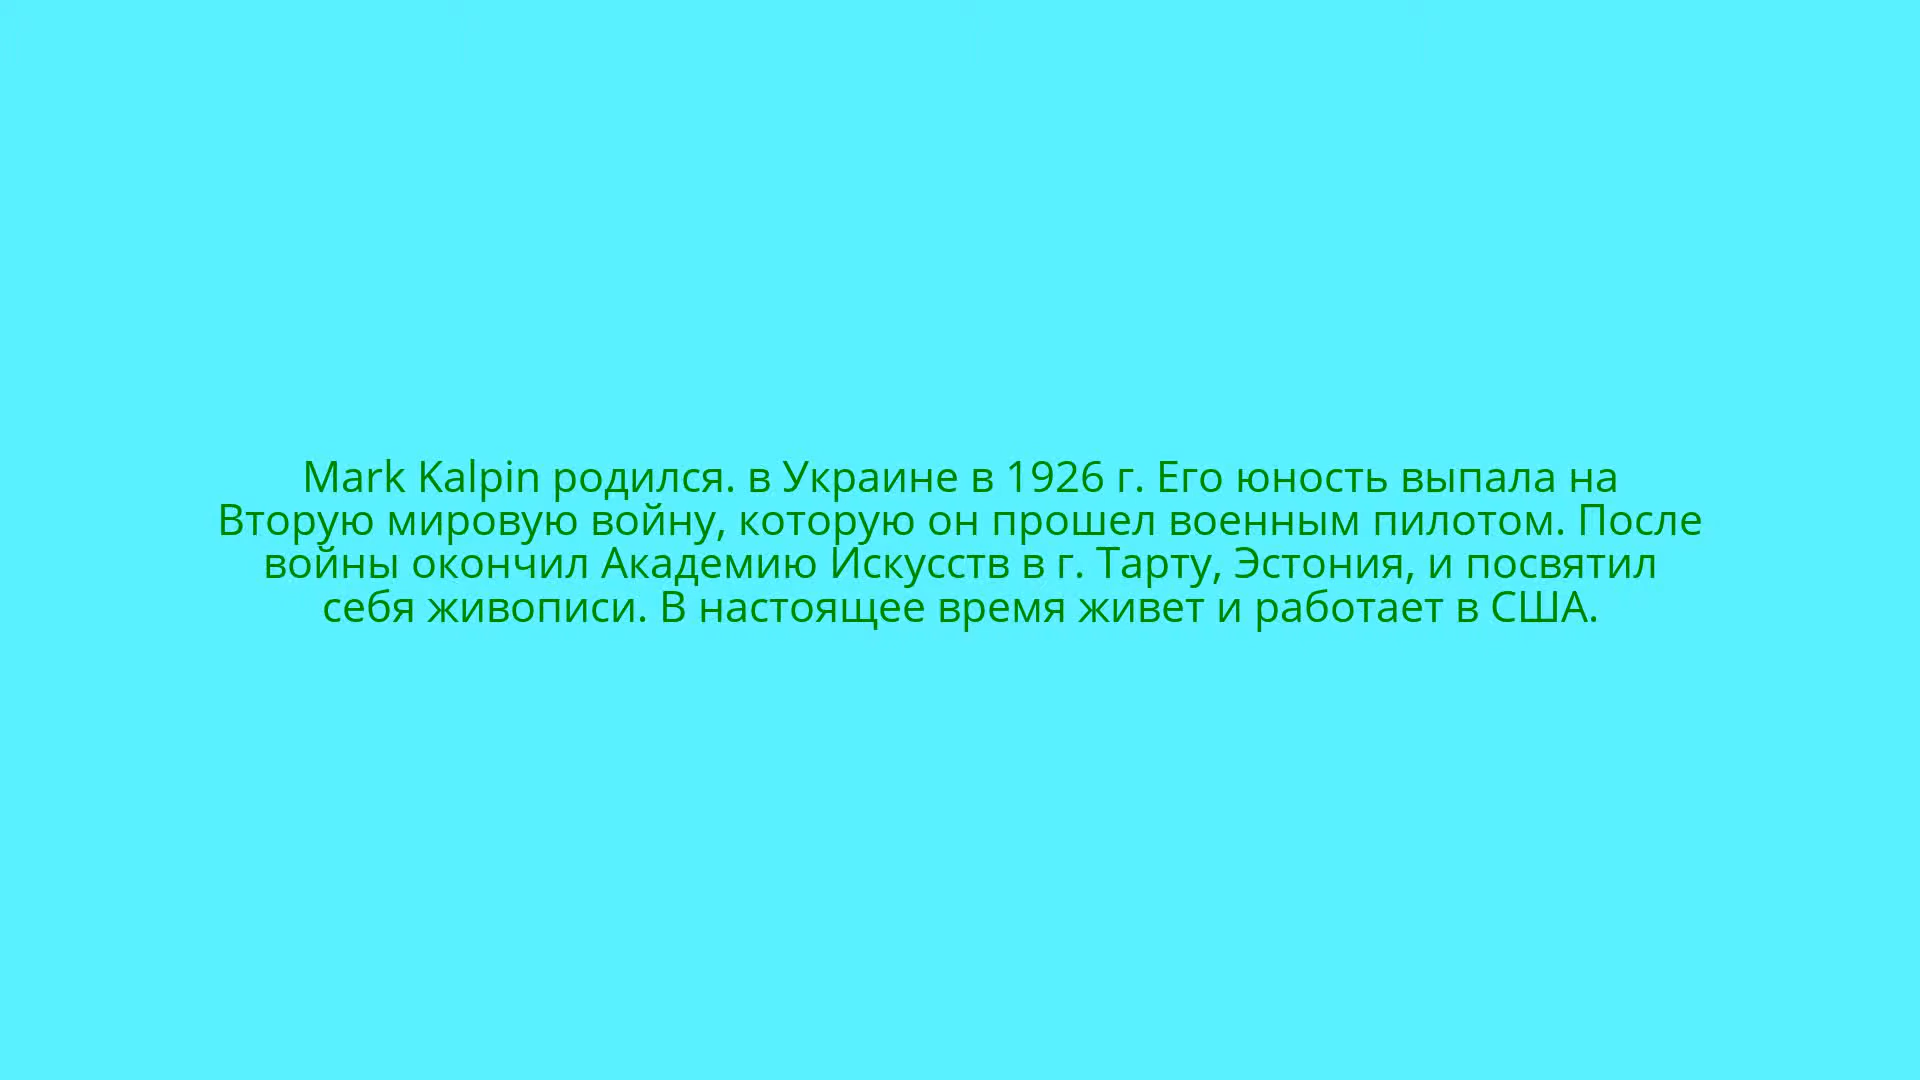 Mark Kalpin родился. в Украине в 1926 г. Его юность выпала на
Вторую мировую войну, которую он прошел военным пилотом. После
войны окончил Академию Искусств в г. Тарту, Эстония, и посвятил
себя живописи. В настоящее время живет и работает в США.